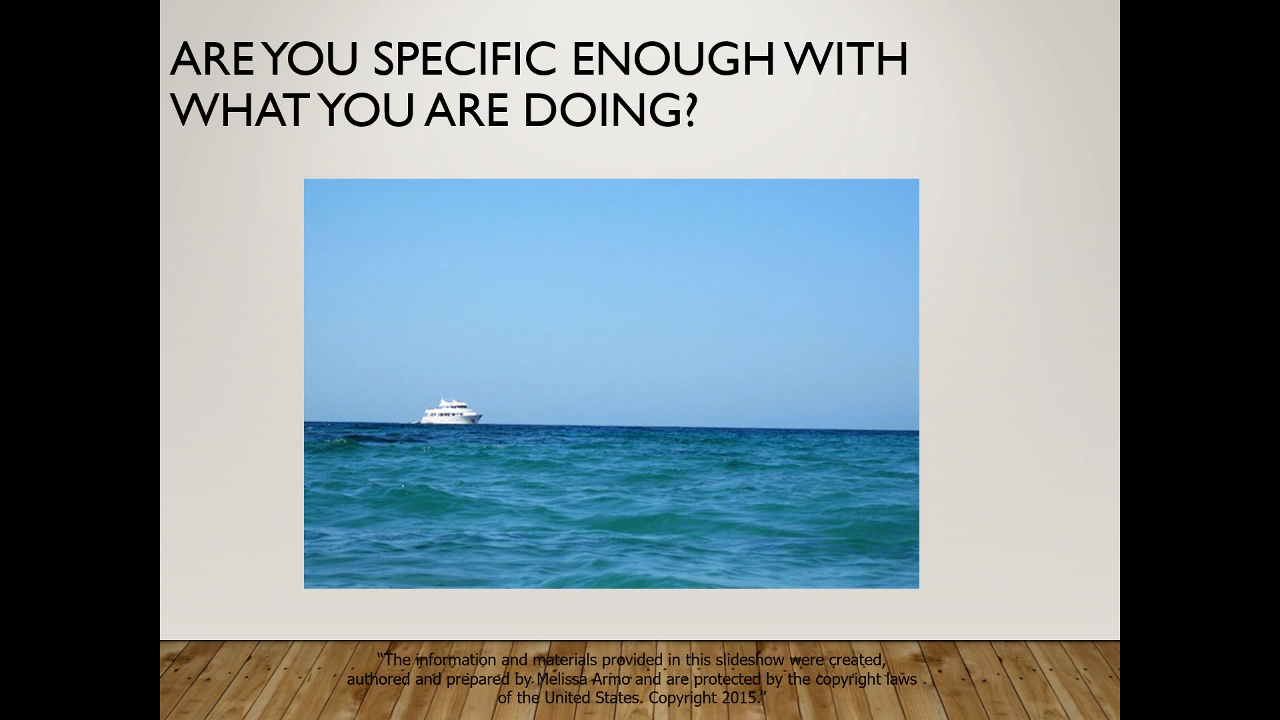 ARE YOU SPECIFIC ENOUGH WITH
WHAT YOU ARE DOING?
“The information and materials provided in this slideshow were created,
authored and prepared by Melissa Armo and are protected by the copyright laws
of the United States. Copyright 2015.”